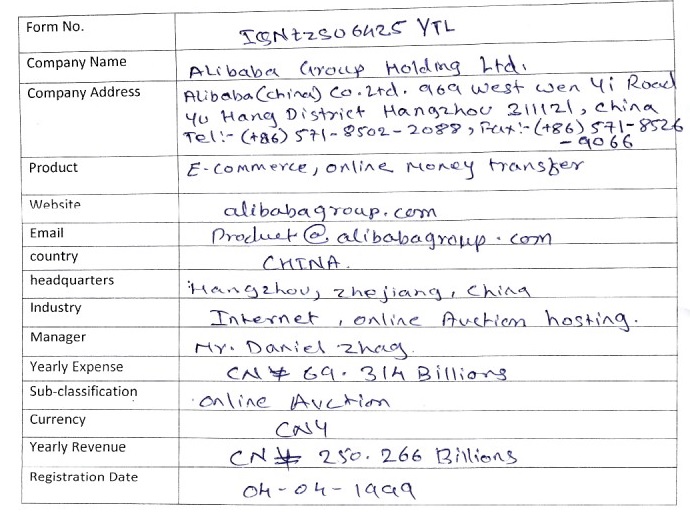 Form No. IGNEZSO6425 YTL
Company Name Alibaba Group Holding Ltd.
Company Address Alibaba (China) Co. Ltd. 969 West Wen Yi Road
Yu Hang District Hangzhou 311121, China
Tel:- (+86) 571-8502-2088, Fax:- (+86) 571-8526
-9066
Product E-commerce, online Money transfer
Website alibabagroup.com
Email Product@alibabagroup.com
country CHINA.
headquarters Hangzhou, zhejiang, China
Industry Internet, online Auction hosting.
Manager Mr. Daniel Zhag.
Yearly Expense CN¥ 69.314 Billions
Sub-classification online Auction
Currency CNY
Yearly Revenue CN¥ 250.266 Billions
Registration Date 04-04-1999